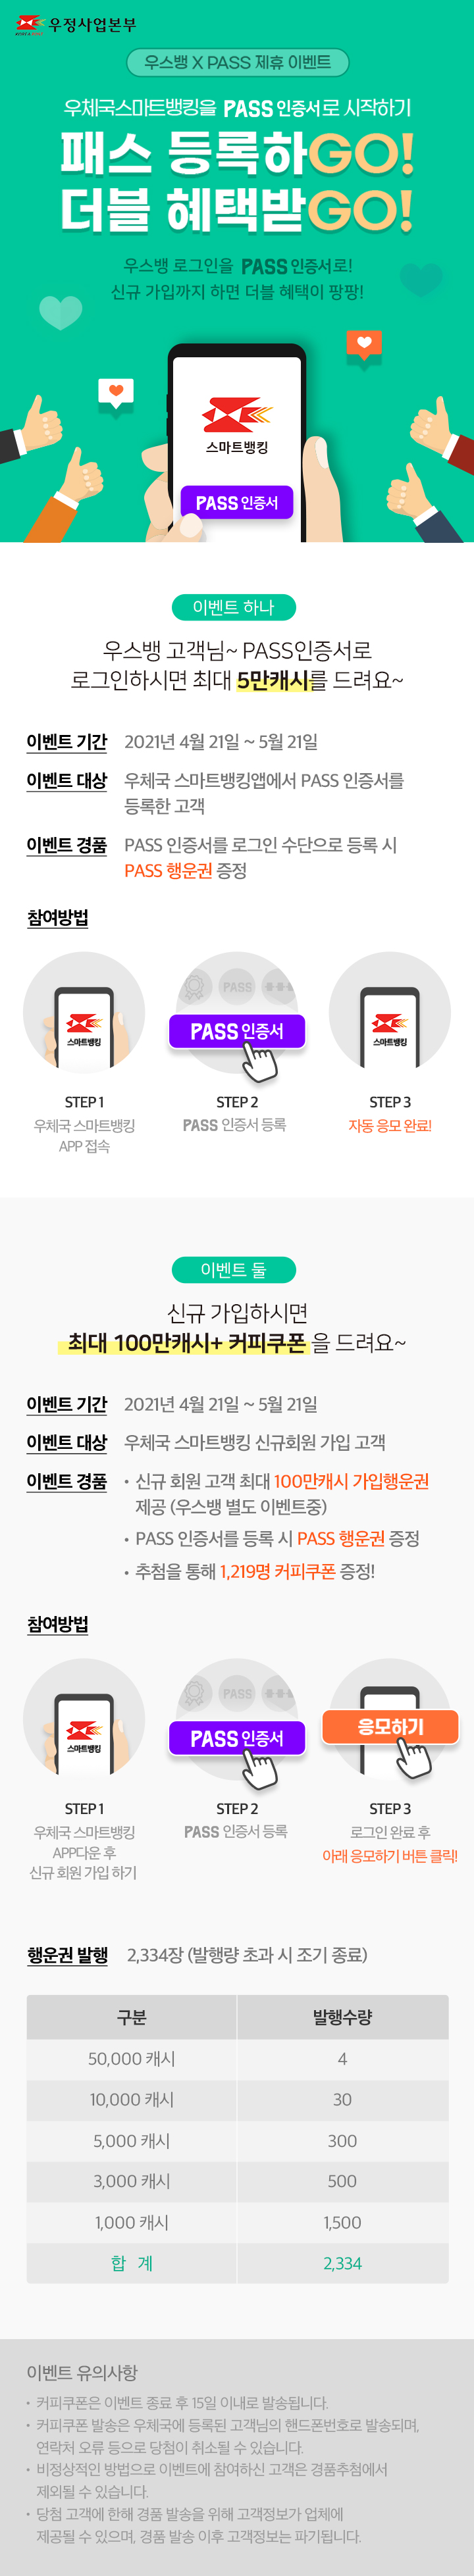 우정사업본부
우스뱅 X PASS 제휴 이벤트
우체국스마트뱅킹을 PASS 인증서로 시작하기
패스 등록하GO!
더블 혜택받GO!
우스뱅 로그인을 PASS 인증서로!
신규 가입까지 하면 더블 혜택이 팡팡!
스마트뱅킹
PASS 인증서
이벤트 하나
우스뱅 고객님~ PASS인증서로
로그인하시면 최대 5만캐시를 드려요~
이벤트 기간 2021년 4월 21일 ~ 5월 21일
이벤트 대상 우체국 스마트뱅킹앱에서 PASS 인증서를
등록한 고객
이벤트 경품 PASS 인증서를 로그인 수단으로 등록 시
PASS 행운권 증정
참여방법
스마트뱅킹 PASS PASS 인증서 스마트뱅킹
STEP 1 STEP 2 STEP 3
우체국 스마트뱅킹 PASS 인증서 등록 자동 응모 완료!
APP 접속
이벤트 둘
신규 가입하시면
최대 100만캐시+ 커피쿠폰 을 드려요~
이벤트 기간 2021년 4월 21일 ~ 5월 21일
이벤트 대상 우체국 스마트뱅킹 신규회원 가입 고객
이벤트 경품 • 신규 회원 고객 최대 100만캐시 가입행운권
제공 (우스뱅 별도 이벤트중)
• PASS 인증서를 등록 시 PASS 행운권 증정
• 추첨을 통해 1,219명 커피쿠폰 증정!
참여방법
스마트뱅킹 PASS PASS 인증서 응모하기
STEP 1 STEP 2 STEP 3
우체국 스마트뱅킹 PASS 인증서 등록 로그인 완료 후
APP다운 후 아래 응모하기 버튼 클릭!
신규 회원 가입 하기
행운권 발행 2,334장 (발행량 초과 시 조기 종료)
구분 발행수량
50,000 캐시 4
10,000 캐시 30
5,000 캐시 300
3,000 캐시 500
1,000 캐시 1,500
합 계 2,334
이벤트 유의사항
• 커피쿠폰은 이벤트 종료 후 15일 이내로 발송됩니다.
• 커피쿠폰 발송은 우체국에 등록된 고객님의 핸드폰번호로 발송되며,
연락처 오류 등으로 당첨이 취소될 수 있습니다.
• 비정상적인 방법으로 이벤트에 참여하신 고객은 경품추첨에서
제외될 수 있습니다.
• 당첨 고객에 한해 경품 발송을 위해 고객정보가 업체에
제공될 수 있으며, 경품 발송 이후 고객정보는 파기됩니다.